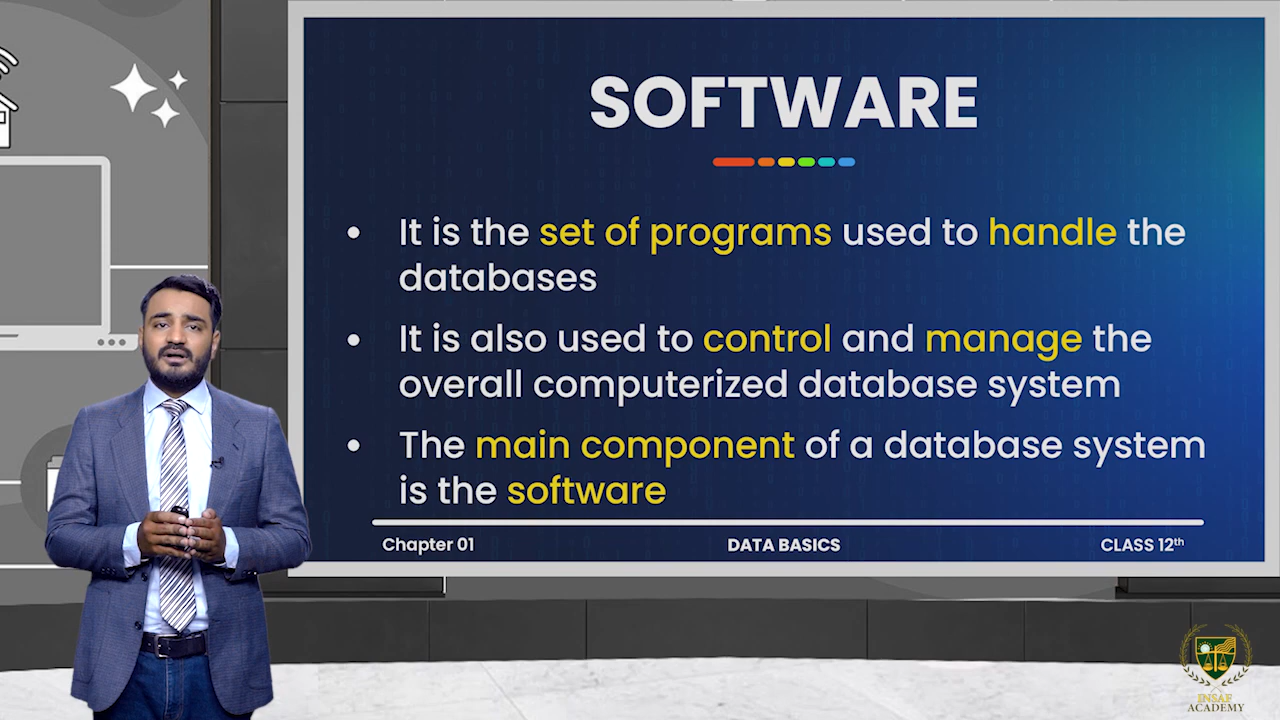 SOFTWARE
• It is the set of programs used to handle the
databases
• It is also used to control and manage the
overall computerized database system
• The main component of a database system
is the software
Chapter 01 DATA BASICS CLASS 12th
INSAF
ACADEMY